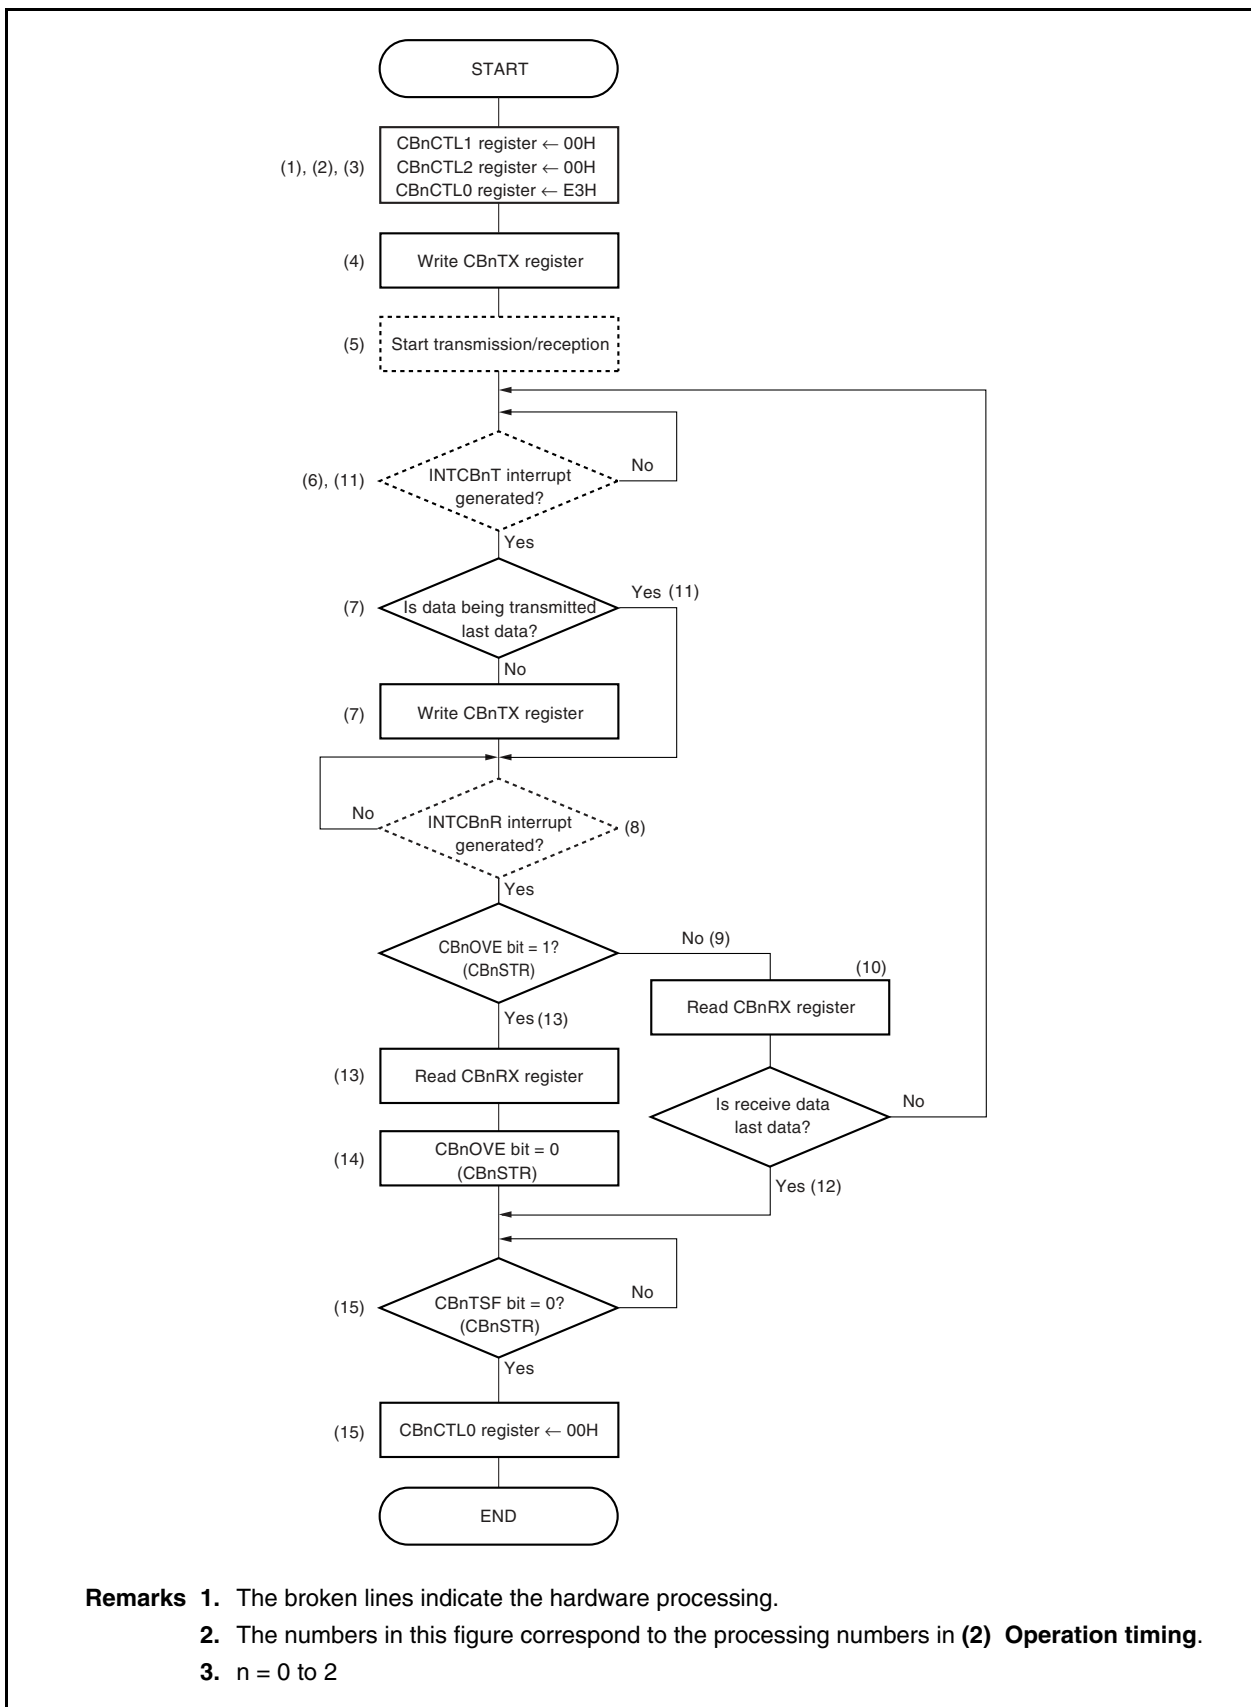 START
(1), (2), (3)
CBnCTL1 register ← 00H
CBnCTL2 register ← 00H
CBnCTL0 register ← E3H
(4)
Write CBnTX register
(5)
Start transmission/reception
(6), (11)
INTCBnT interrupt
generated?
No
Yes
(7)
Is data being transmitted
last data?
Yes (11)
No
(7)
Write CBnTX register
No
INTCBnR interrupt
generated?
(8)
Yes
CBnOVE bit = 1?
(CBnSTR)
No (9)
(10)
Read CBnRX register
Yes (13)
(13)
Read CBnRX register
Is receive data
last data?
No
(14)
CBnOVE bit = 0
(CBnSTR)
Yes (12)
(15)
CBnTSF bit = 0?
(CBnSTR)
No
Yes
(15)
CBnCTL0 register ← 00H
END
Remarks 1. The broken lines indicate the hardware processing.
2. The numbers in this figure correspond to the processing numbers in (2) Operation timing.
3. n = 0 to 2